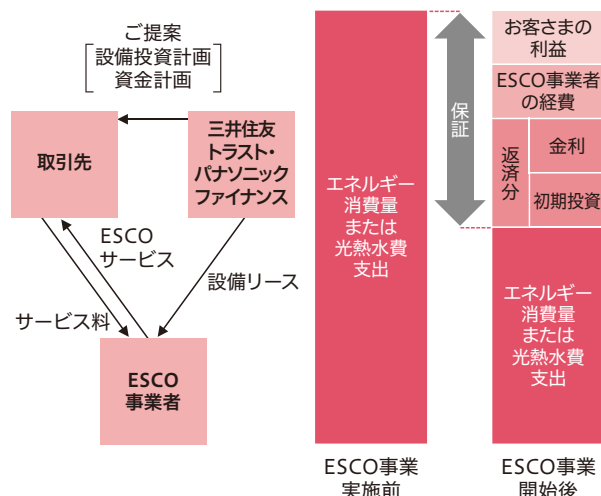 ご提案
設備投資計画
資金計画
取引先
三井住友
トラスト・
パナソニック
ファイナンス
ESCO
サービス
設備リース
サービス料
ESCO
事業者
エネルギー
消費量
または
光熱水費
支出
ESCO事業
実施前
保証
お客さまの
利益
ESCO事業者
の経費
返済分
金利
初期投資
エネルギー
消費量
または
光熱水費
支出
ESCO事業
開始後